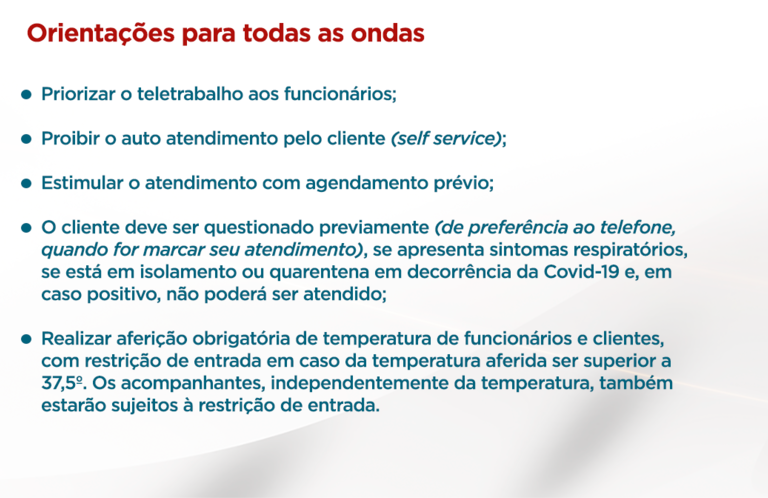 Orientações para todas as ondas
● Priorizar o teletrabalho aos funcionários;
● Proibir o auto atendimento pelo cliente (self service);
● Estimular o atendimento com agendamento prévio;
● O cliente deve ser questionado previamente (de preferência ao telefone,
quando for marcar seu atendimento), se apresenta sintomas respiratórios,
se está em isolamento ou quarentena em decorrência da Covid-19 e, em
caso positivo, não poderá ser atendido;
● Realizar aferição obrigatória de temperatura de funcionários e clientes,
com restrição de entrada em caso da temperatura aferida ser superior a
37,5º. Os acompanhantes, independentemente da temperatura, também
estarão sujeitos à restrição de entrada.